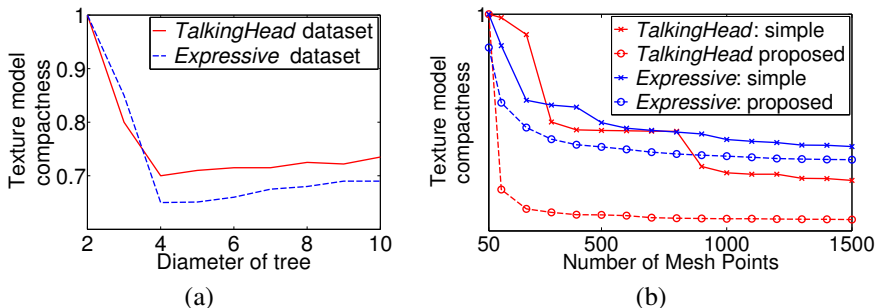 1
0.9
0.8
0.7
Texture model
compactness
2
4
6
8
10
Diameter of tree
TalkingHead dataset
Expressive dataset
(a)
1
Texture model
compactness
50
500
1000
1500
Number of Mesh Points
TalkingHead: simple
TalkingHead: proposed
Expressive: simple
Expressive: proposed
(b)